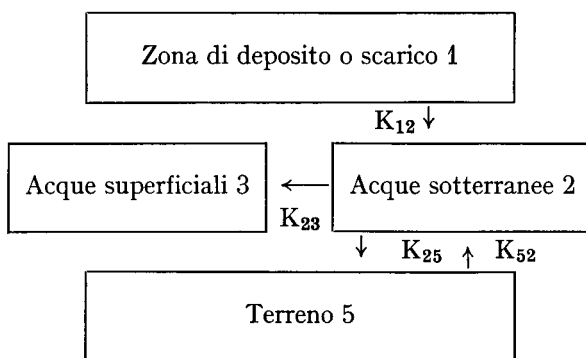 Zona di deposito o scarico 1
K12 ↓
Acque superficiali 3 ← Acque sotterranee 2
K23
↓ K25 ↑ K52
Terreno 5